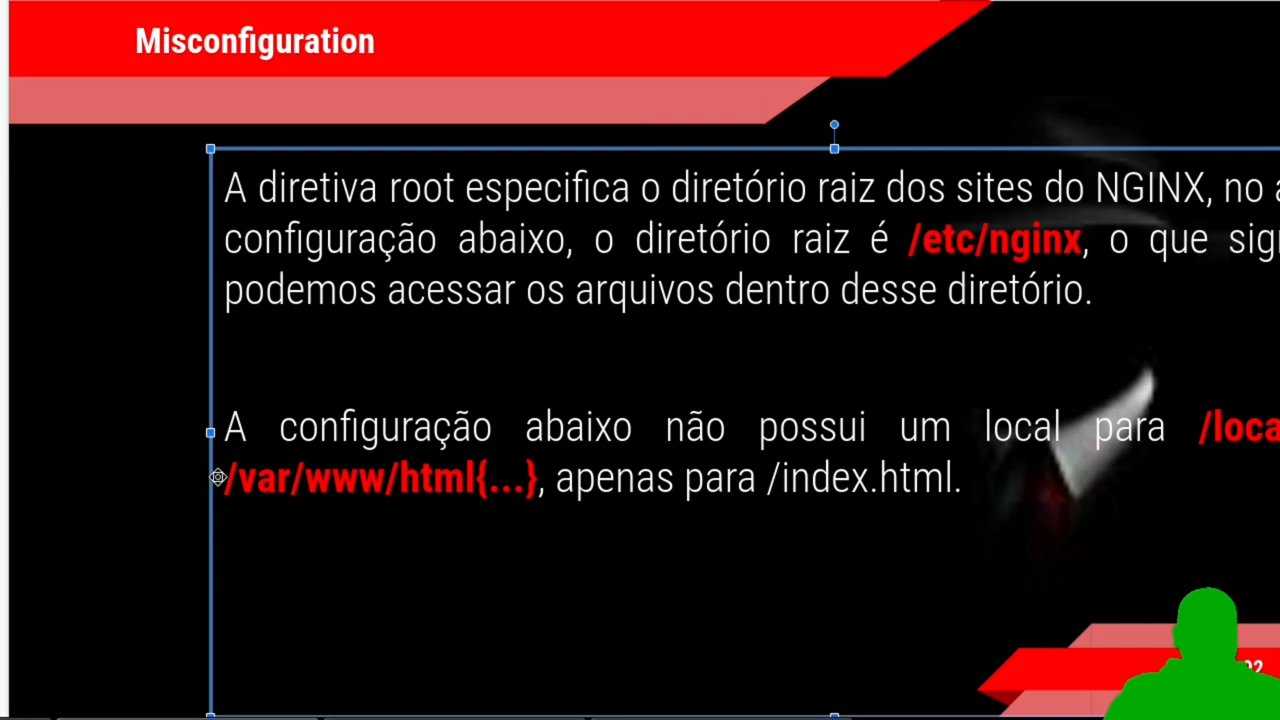 Misconfiguration
A diretiva root especifica o diretório raiz dos sites do NGINX, no
configuração abaixo, o diretório raiz é /etc/nginx, o que
podemos acessar os arquivos dentro desse diretório.
A configuração abaixo não possui um local para
/var/www/html{...}, apenas para /index.html.